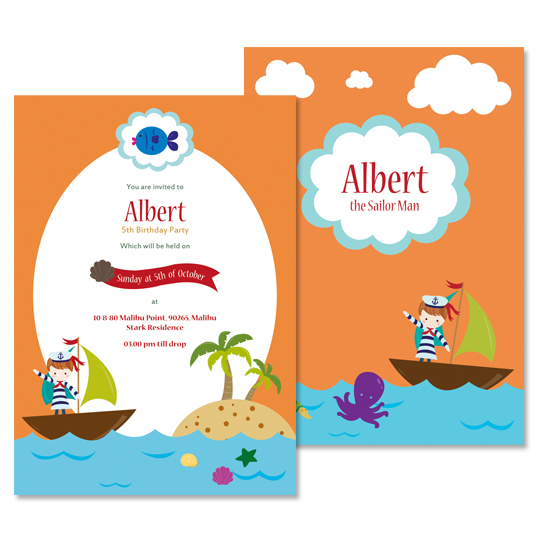 You are invited to
Albert
5th Birthday Party
Which will be held on
Sunday at 5th of October
at
10-8-80 Malibu Point, 90265, Malibu
Stark Residence
03.00 pm till drop
Albert
the Sailor Man